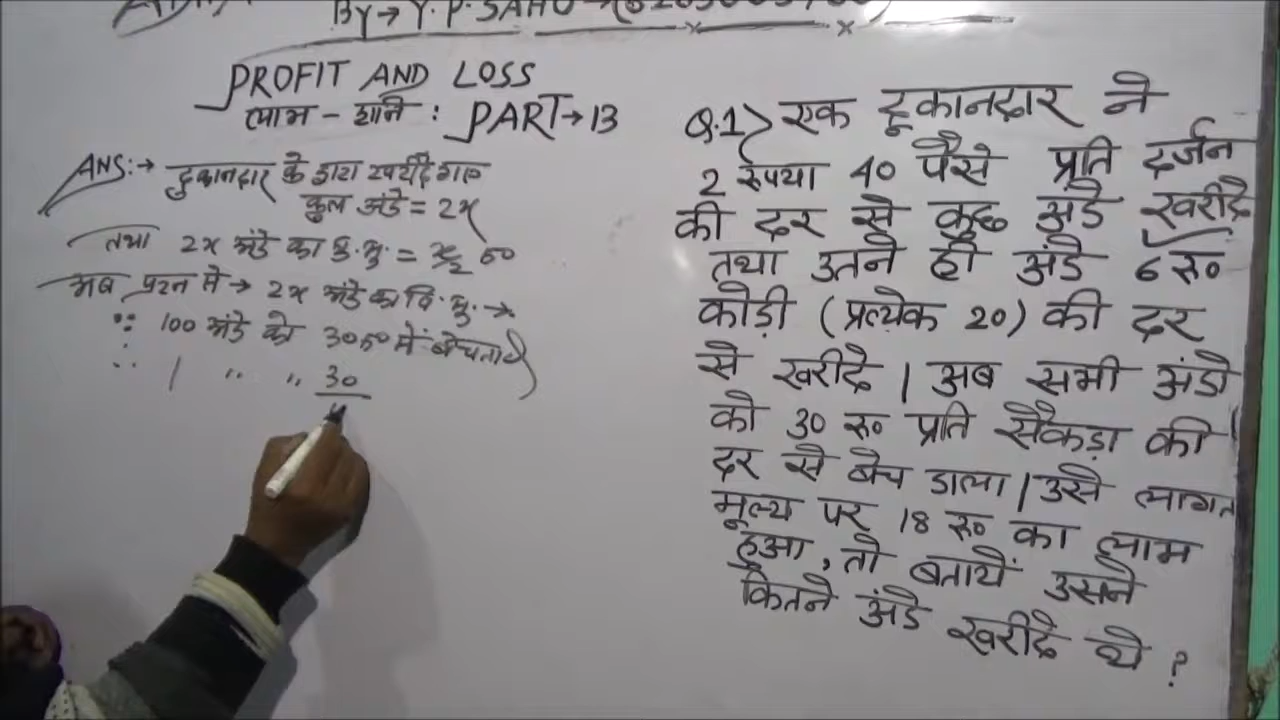 By → Y.P. SAHU →
PROFIT AND LOSS
लाभ - हानि : PART → 13
ANS: → दुकानदार के द्वारा खरीदे गए
कुल अंडे = 2x
तथा 2x अंडे का क्र. मू. = x/2 रु०
अब प्रश्न से → 2x अंडे का वि. मू. →
∵ 100 अंडे को 30 रु० में बेचता है
∴ 1 " " 30
Q.1> एक दूकानदार ने
2 रुपया 40 पैसे प्रति दर्जन
की दर से कुछ अंडे खरीदे
तथा उतने ही अंडे 6 रू०
कोड़ी (प्रत्येक 20) की दर
से खरीदे | अब सभी अंडो
को 30 रू० प्रति सैकड़ा की
दर से बेच डाला | उसे लागत
मूल्य पर 18 रू० का लाभ
हुआ , तो बतायें उसने
कितने अंडे खरीदे थे ?